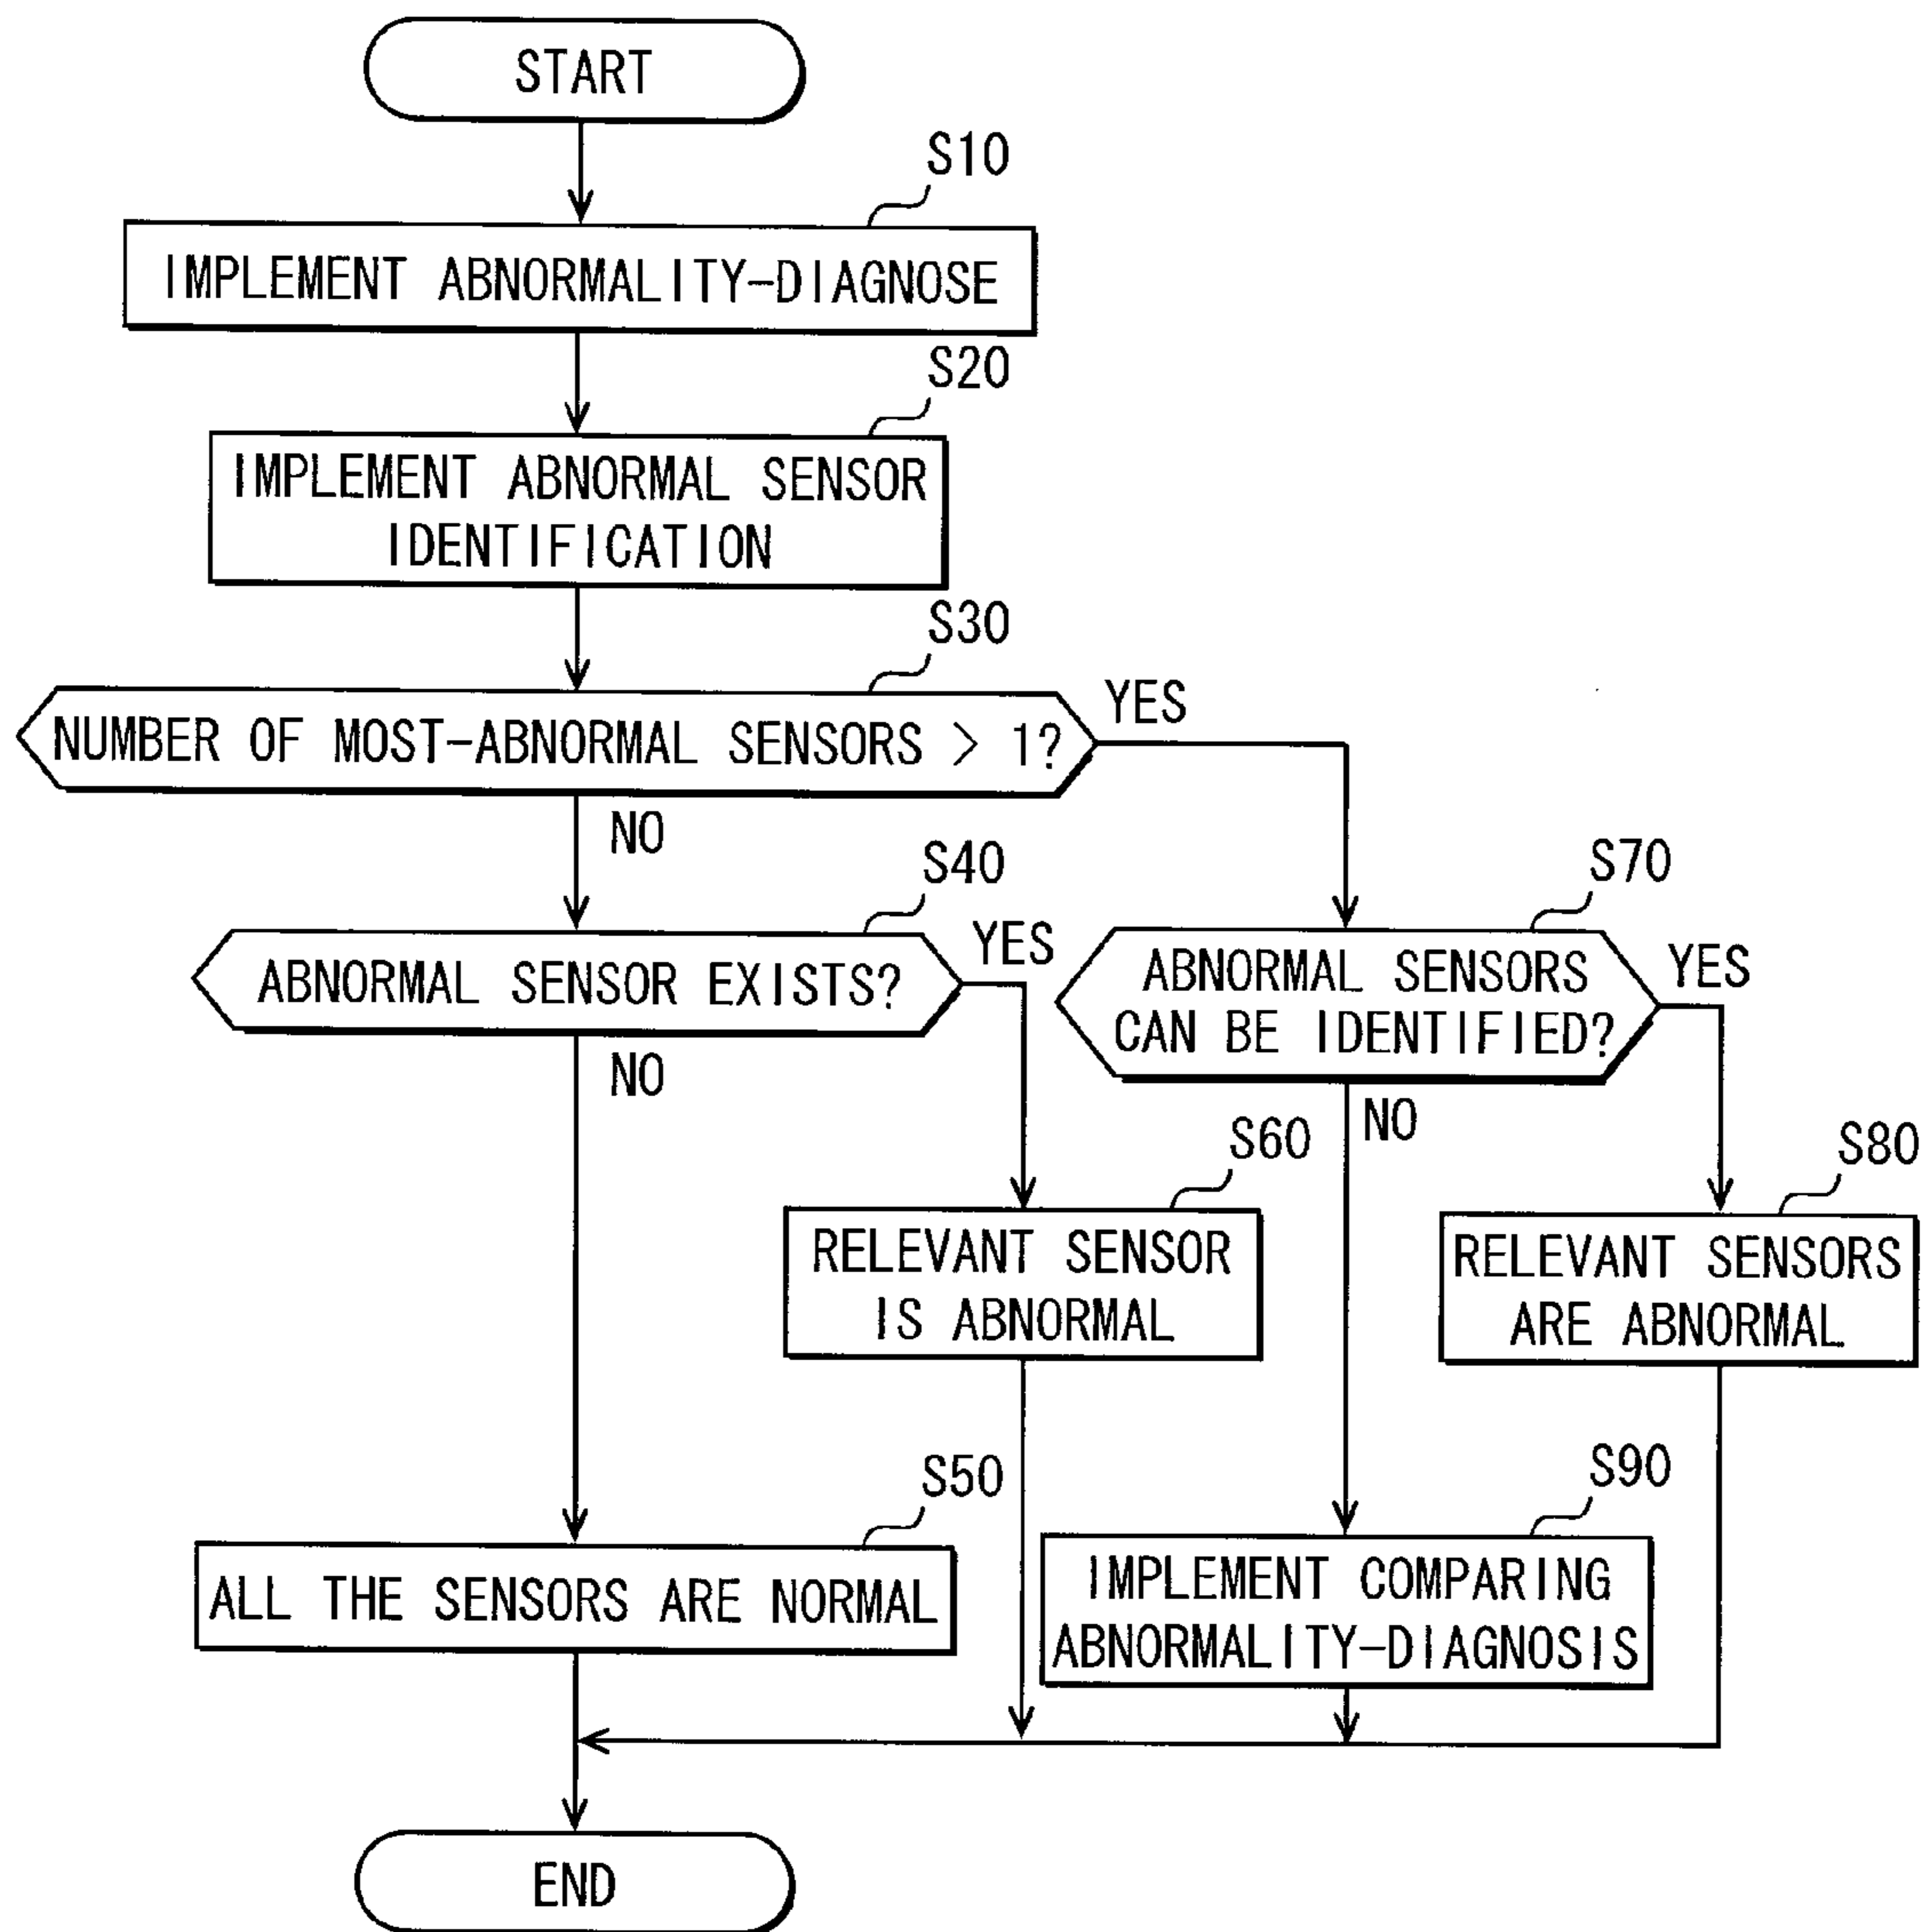 START
S10
IMPLEMENT ABNORMALITY-DIAGNOSE
S20
IMPLEMENT ABNORMAL SENSOR
IDENTIFICATION
S30
NUMBER OF MOST-ABNORMAL SENSORS > 1?
YES
NO
S40
ABNORMAL SENSOR EXISTS?
YES
NO
S70
ABNORMAL SENSORS
CAN BE IDENTIFIED?
YES
NO
S60
RELEVANT SENSOR
IS ABNORMAL
S80
RELEVANT SENSORS
ARE ABNORMAL
S50
ALL THE SENSORS ARE NORMAL
S90
IMPLEMENT COMPARING
ABNORMALITY-DIAGNOSIS
END